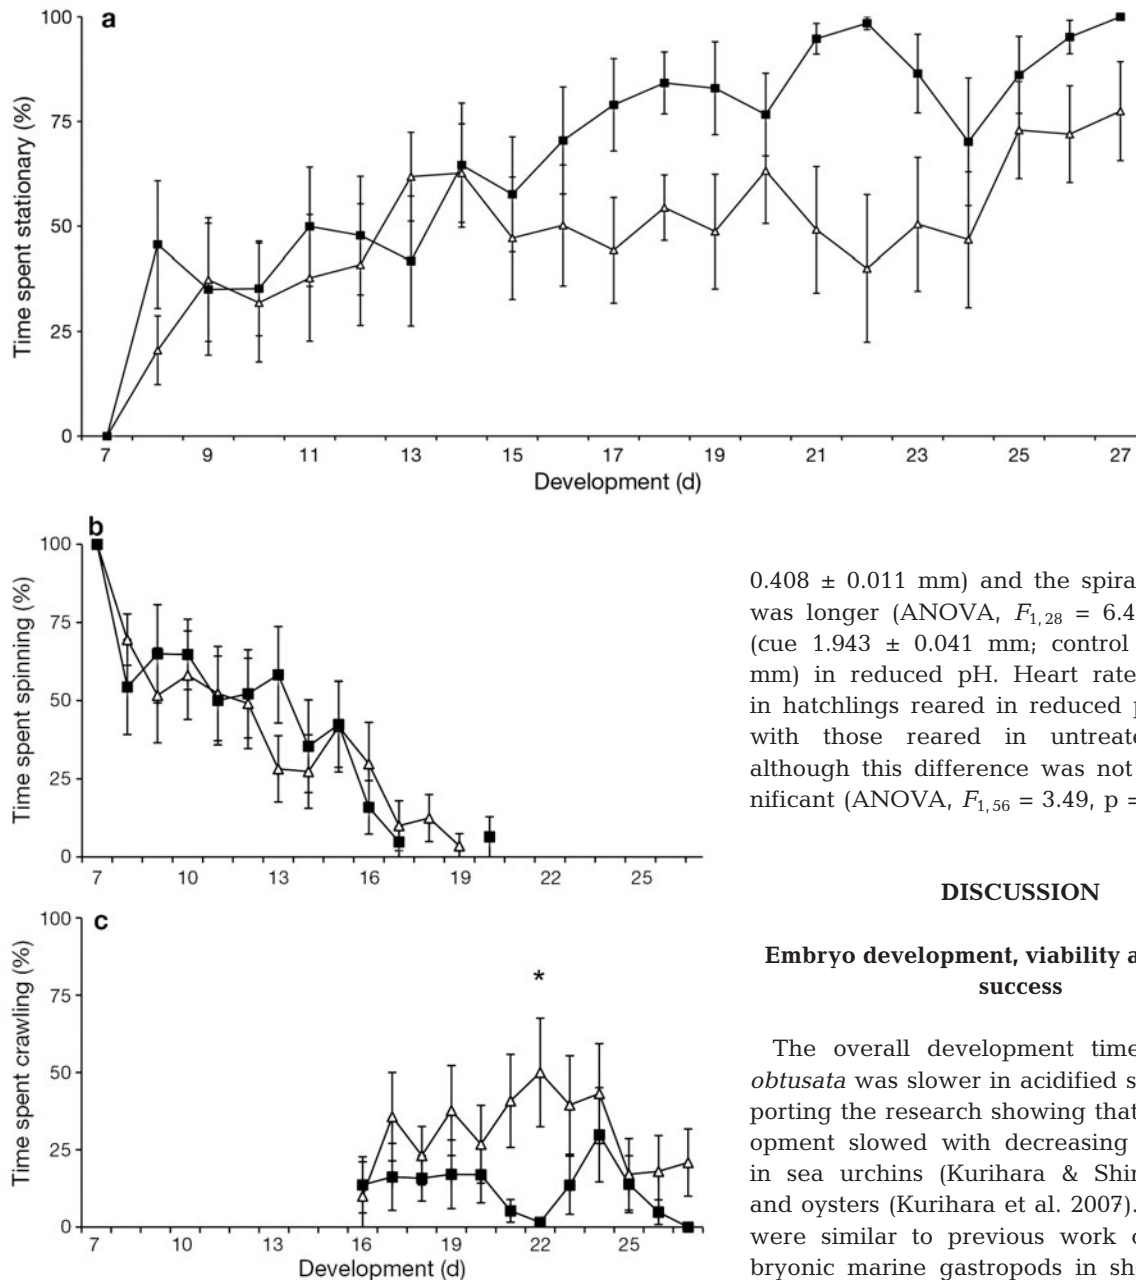 a
100
75
50
25
0
Time spent stationary (%)
7 9 11 13 15 17 19 21 23 25 27
Development (d)
b
100
75
50
25
0
Time spent spinning (%)
7 10 13 16 19 22 25
c
*
100
75
50
25
0
Time spent crawling (%)
7 10 13 16 19 22 25
Development (d)
0.408 ± 0.011 mm) and the spira
was longer (ANOVA, F1,28 = 6.4
(cue 1.943 ± 0.041 mm; control
mm) in reduced pH. Heart rate
in hatchlings reared in reduced p
with those reared in untreate
although this difference was not
nificant (ANOVA, F1,56 = 3.49, p =
DISCUSSION
Embryo development, viability a
success
The overall development time
obtusata was slower in acidified s
porting the research showing that
opment slowed with decreasing
in sea urchins (Kurihara & Shir
and oysters (Kurihara et al. 2007).
were similar to previous work o
bryonic marine gastropods in sh